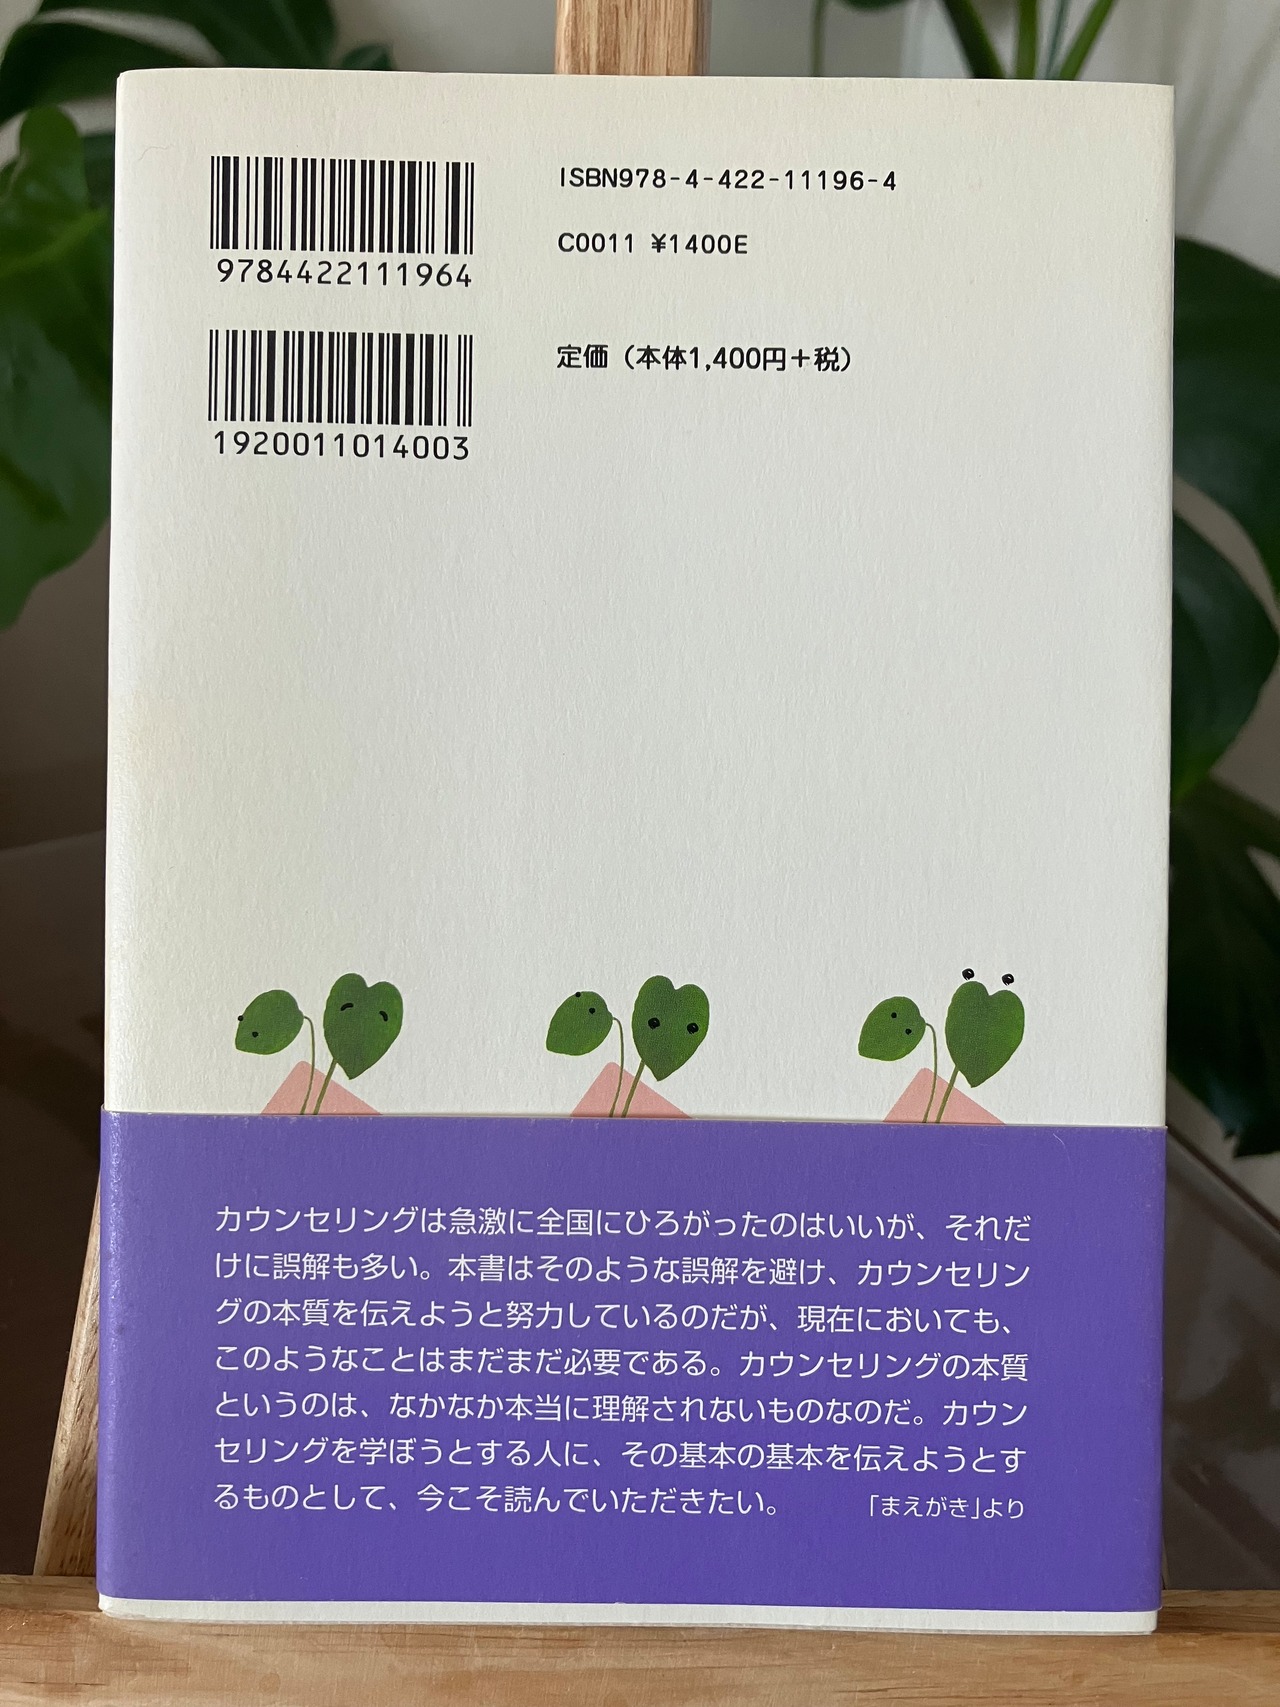 9784422111964
1920011014003
ISBN978-4-422-11196-4
C0011 ¥1400E
定価（本体1,400円＋税）
カウンセリングは急激に全国にひろがったのはいいが、それだ
けに誤解も多い。本書はそのような誤解を避け、カウンセリン
グの本質を伝えようと努力しているのだが、現在においても、
このようなことはまだまだ必要である。カウンセリングの本質
というのは、なかなか本当に理解されないものなのだ。カウン
セリングを学ぼうとする人に、その基本の基本を伝えようとす
るものとして、今こそ読んでいただきたい。
「まえがき」より